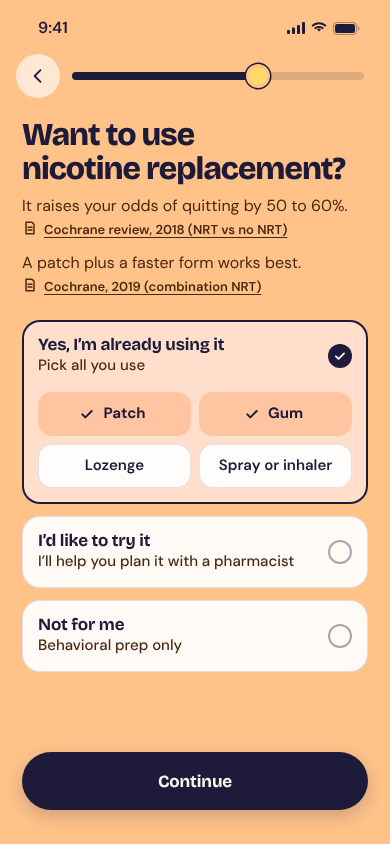 9:41
Want to use
nicotine replacement?
It raises your odds of quitting by 50 to 60%.
Cochrane review, 2018 (NRT vs no NRT)
A patch plus a faster form works best.
Cochrane, 2019 (combination NRT)
Yes, I’m already using it
Pick all you use
Patch
Gum
Lozenge
Spray or inhaler
I’d like to try it
I’ll help you plan it with a pharmacist
Not for me
Behavioral prep only
Continue